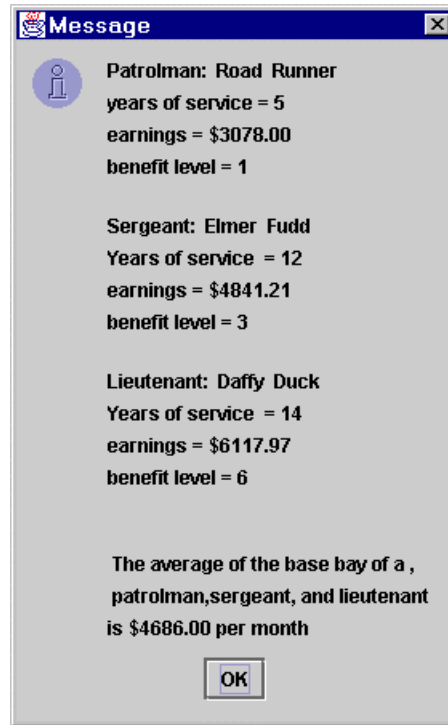 Message
Patrolman: Road Runner
years of service = 5
earnings = $3078.00
benefit level = 1
Sergeant: Elmer Fudd
Years of service = 12
earnings = $4841.21
benefit level = 3
Lieutenant: Daffy Duck
Years of service = 14
earnings = $6117.97
benefit level = 6
The average of the base bay of a ,
patrolman,sergeant, and lieutenant
is $4686.00 per month
OK